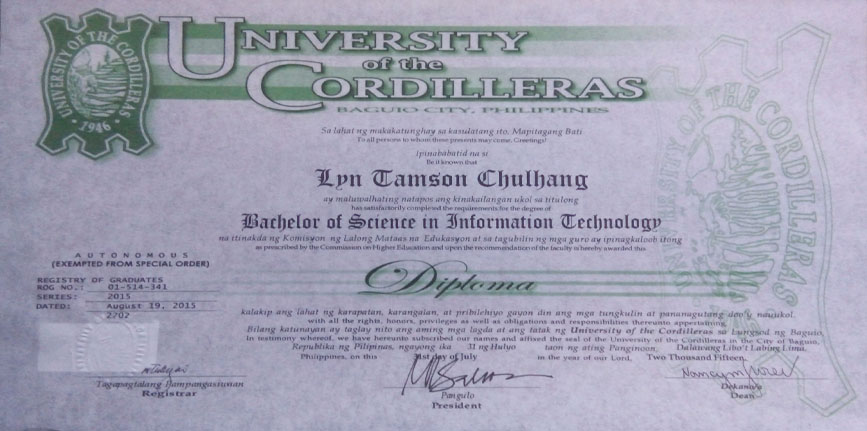 UNIVERSITY OF THE CORDILLERAS
1946
UNIVERSITY
of the
CORDILLERAS
BAGUIO CITY, PHILIPPINES
Sa lahat ng makakatunghay sa kasulatang ito, Mapitagang Bati
To all persons to whom these presents may come, Greetings!
ipinababatid na si
Be it known that
Lyn Tamson Chulhang
ay maluwalhating natapos ang kinakailangan ukol sa titulong
has satisfactorily completed the requirements for the degree of
Bachelor of Science in Information Technology
na itinakda ng Komisyon ng Lalong Mataas na Edukasyon at sa tagubilin ng mga guro ay ipinagkaloob itong
as prescribed by the Commission on Higher Education and upon the recommendation of the faculty is hereby awarded this
AUTONOMOUS
(EXEMPTED FROM SPECIAL ORDER)
Diploma
REGISTRY OF GRADUATES
ROG NO.: 01-514-341
SERIES: 2015
DATED: August 19, 2015
2/02
kalakip ang lahat ng karapatan, karangalan, at pribilehiyo gayon din ang mga tungkulin at pananagutang doo'y nauukol.
with all the rights, honors, privileges as well as obligations and responsibilities thereunto appertaining.
Bilang katunayan ay taglay nito ang aming mga lagda at ang tatak ng University of the Cordilleras sa Lungsod ng Baguio,
In testimony whereof, we have hereunto subscribed our names and affixed the seal of the University of the Cordilleras in the City of Baguio,
Republika ng Pilipinas, ngayong ika 31 ng Hulyo taon ng ating Panginoon, Dalawang Libo't Labing Lima.
Philippines, on this 31st day of July in the year of our Lord, Two Thousand Fifteen
Tagapagtalang Pampangasiwaan
Registrar
Pangulo
President
Dekano/a
Dean
UNIVERSITY OF THE CORDILLERAS